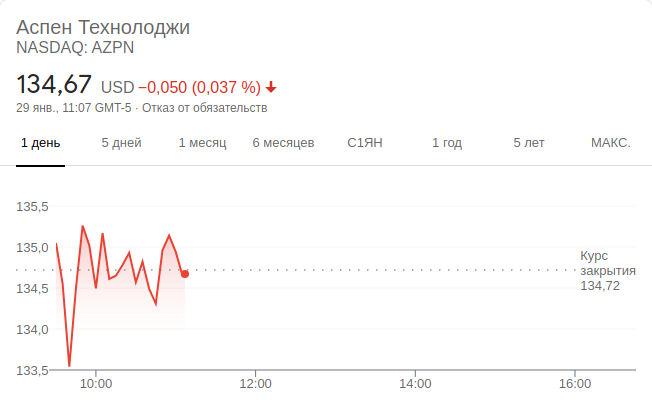 Аспен Технолоджи
NASDAQ: AZPN
134,67 USD −0,050 (0,037 %)
29 янв., 11:07 GMT-5 · Отказ от обязательств
1 день 5 дней 1 месяц 6 месяцев С1ЯН 1 год 5 лет МАКС.
135,5
135,0
Курс
закрытия
134,72
134,5
134,0
133,5
10:00 12:00 14:00 16:00